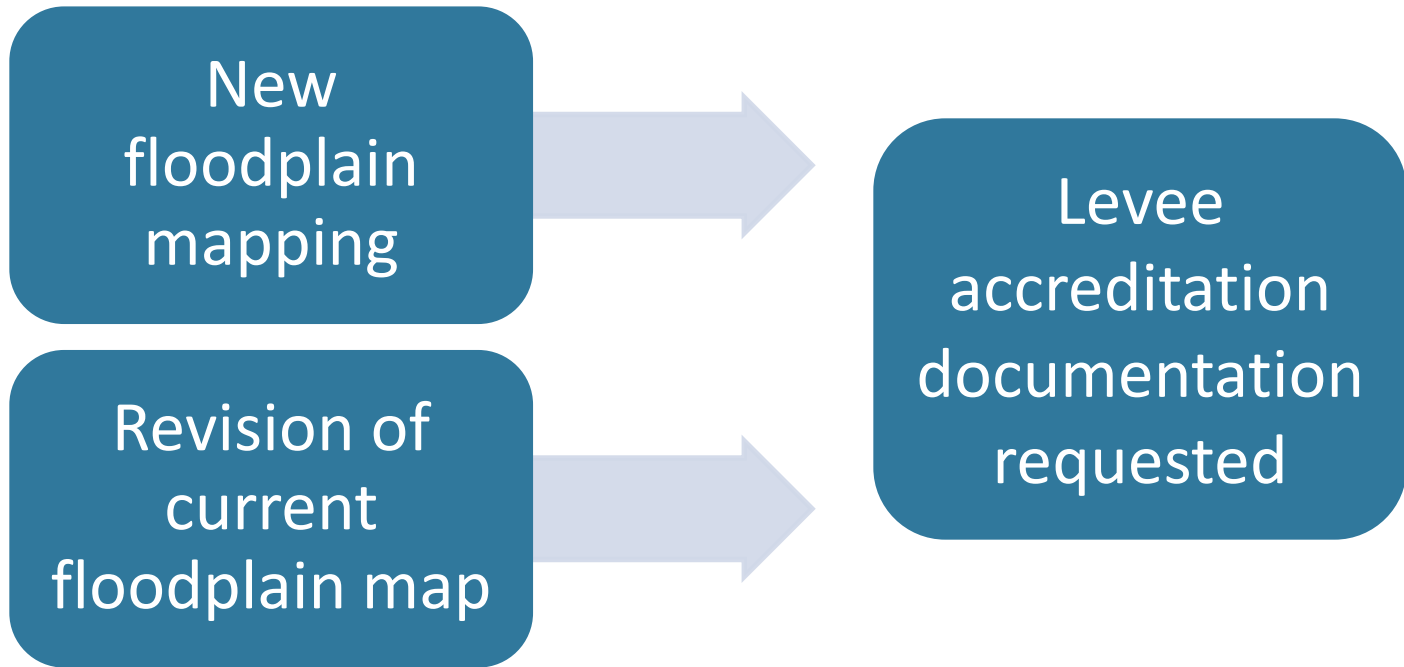 New
floodplain
mapping
Revision of
current
floodplain map
Levee
accreditation
documentation
requested